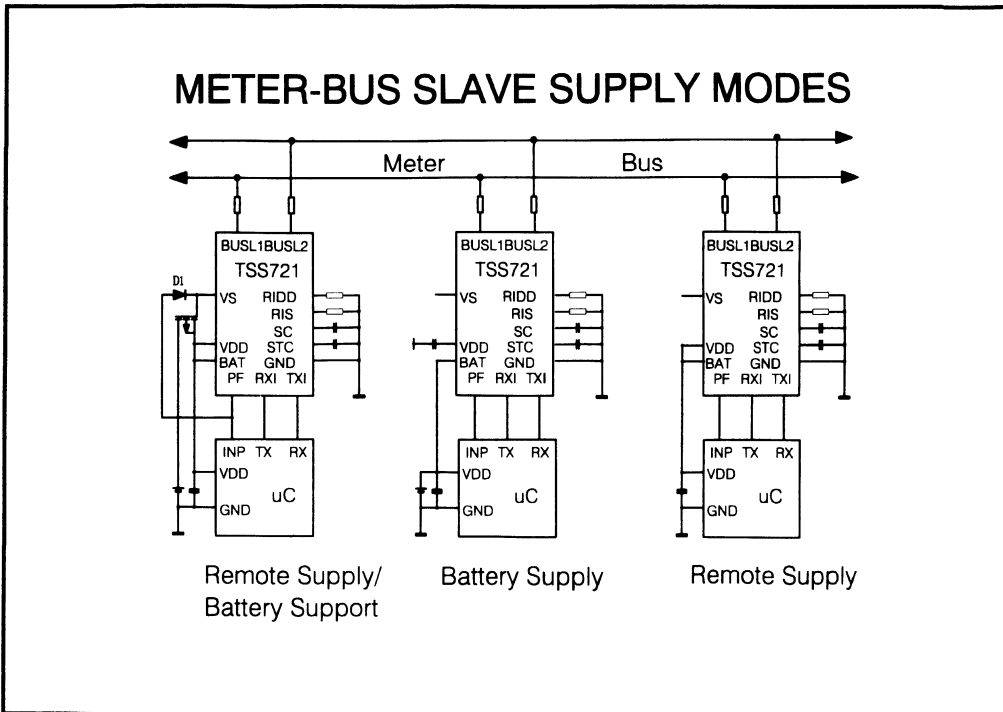 METER-BUS SLAVE SUPPLY MODES
Meter Bus
BUSL1BUSL2
TSS721
D1
VS
RIDD
RIS
SC
VDD
STC
BAT
GND
PF RXI TXI
INP TX RX
VDD
uC
GND
Remote Supply/
Battery Support
BUSL1BUSL2
TSS721
VS
RIDD
RIS
SC
VDD
STC
BAT
GND
PF RXI TXI
INP TX RX
VDD
uC
GND
Battery Supply
BUSL1BUSL2
TSS721
VS
RIDD
RIS
SC
VDD
STC
BAT
GND
PF RXI TXI
INP TX RX
VDD
uC
GND
Remote Supply